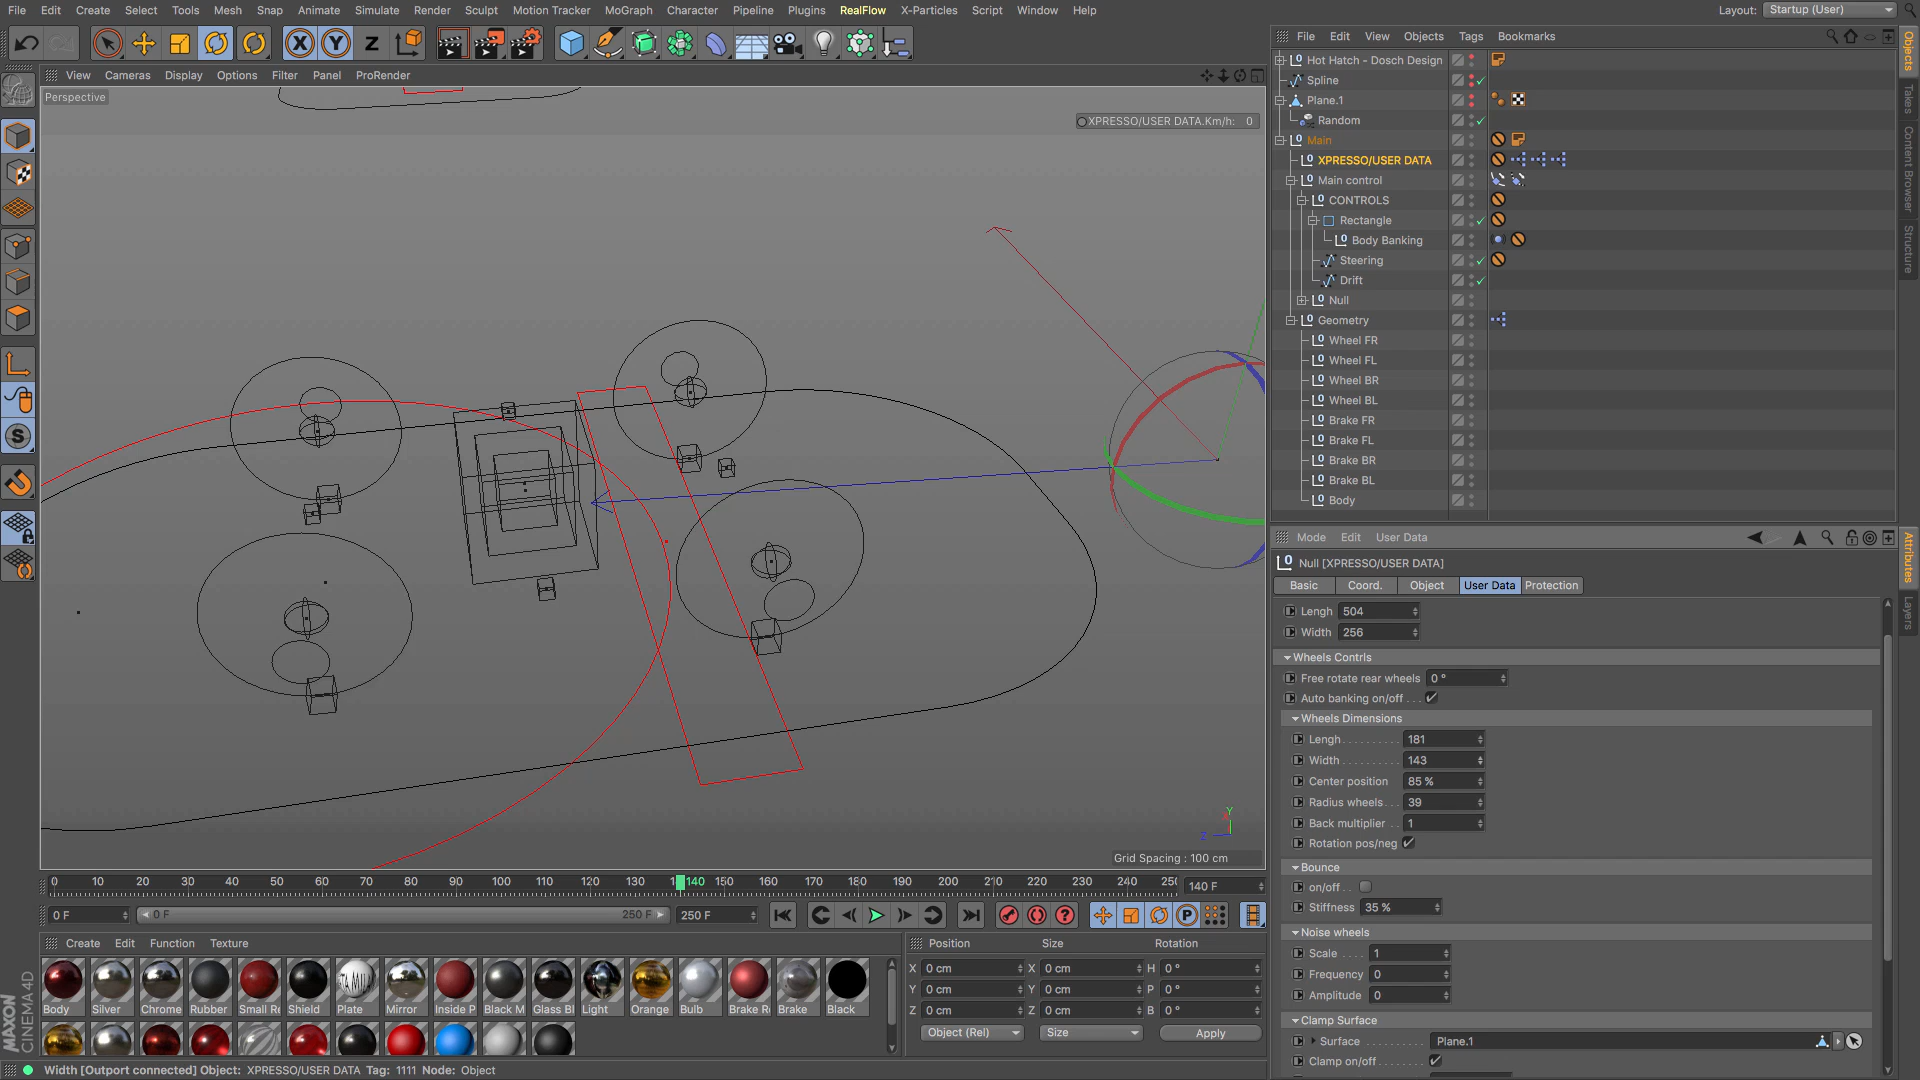 File Edit Create Select Tools Mesh Snap Animate Simulate Render Sculpt Motion Tracker MoGraph Character Pipeline Plugins RealFlow X-Particles Script Window Help
Layout: Startup (User)
View Cameras Display Options Filter Panel ProRender
Perspective
XPRESSO/USER DATA.Km/h: 0
Grid Spacing : 100 cm
Y
Z
File Edit View Objects Tags Bookmarks
Hot Hatch - Dosch Design
Spline
Plane.1
Random
Main
XPRESSO/USER DATA
Main control
CONTROLS
Rectangle
Body Banking
Steering
Drift
Null
Geometry
Wheel FR
Wheel FL
Wheel BR
Wheel BL
Brake FR
Brake FL
Brake BR
Brake BL
Body
Objects
Takes
Content Browser
Structure
Mode Edit User Data
Null [XPRESSO/USER DATA]
Basic Coord. Object User Data Protection
Lengh 504
Width 256
Wheels Contrls
Free rotate rear wheels 0 °
Auto banking on/off . . .
Wheels Dimensions
Lengh . . . . . . . . . 181
Width . . . . . . . . . 143
Center position 85 %
Radius wheels . . . 39
Back multiplier . . 1
Rotation pos/neg
Bounce
on/off . .
Stiffness 35 %
Noise wheels
Scale . . . . 1
Frequency 0
Amplitude 0
Clamp Surface
Surface . . . . . . . . . . Plane.1
Clamp on/off . . .
Attributes
Layers
0 10 20 30 40 50 60 70 80 90 100 110 120 130 140 150 160 170 180 190 200 210 220 230 240 250
140 F
0 F 0 F 250 F 250 F
Create Edit Function Texture
Body Silver Chrome Rubber Small Re Shield Plate Mirror Inside P Black M Glass Bl Light Orange Bulb Brake Re Brake Black
Position Size Rotation
X 0 cm X 0 cm H 0 °
Y 0 cm Y 0 cm P 0 °
Z 0 cm Z 0 cm B 0 °
Object (Rel) Size Apply
MAXON
CINEMA 4D
Width [Outport connected] Object: XPRESSO/USER DATA Tag: 1111 Node: Object